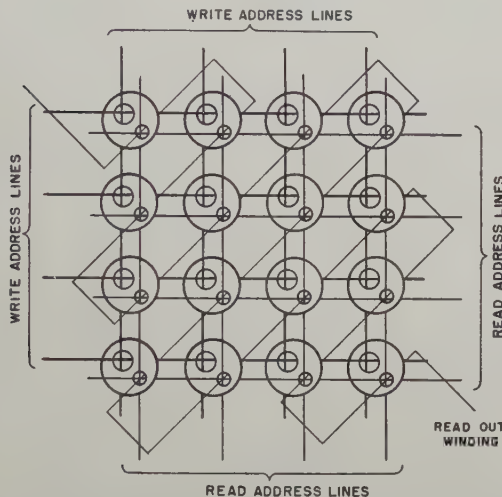 WRITE ADDRESS LINES
WRITE ADDRESS LINES
READ ADDRESS LINES
READ OUT
WINDING
READ ADDRESS LINES